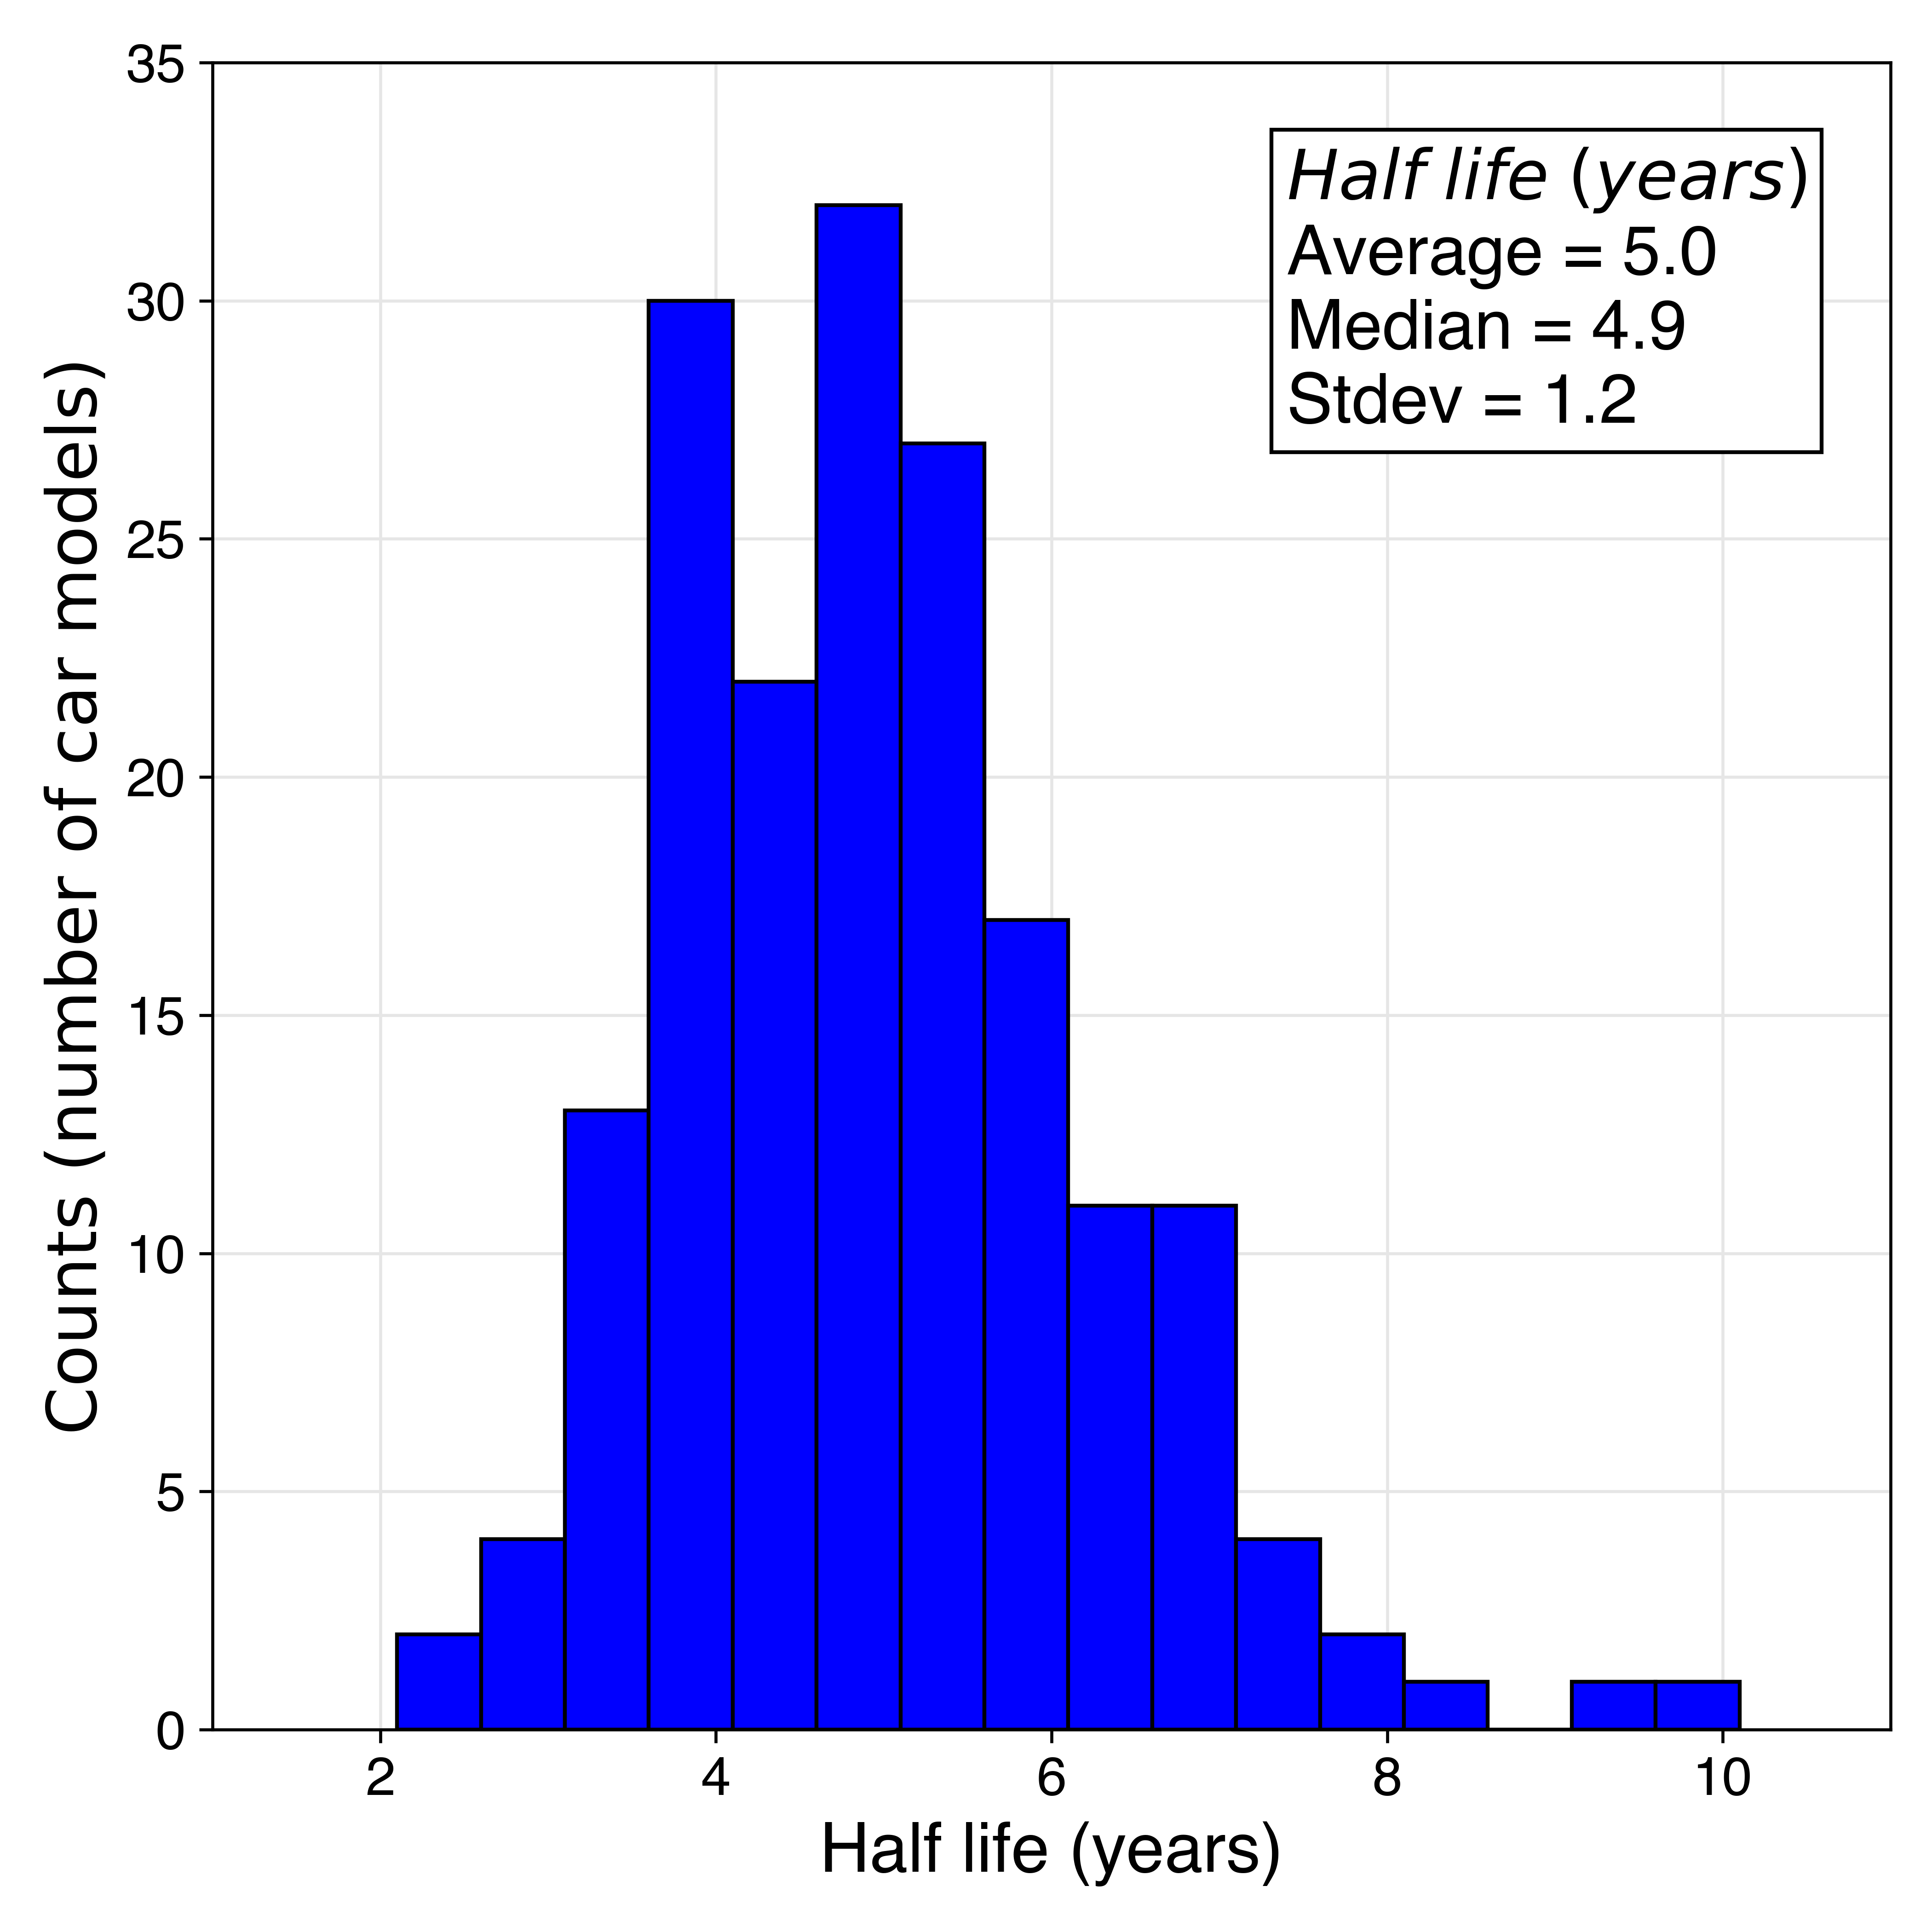 35
30
25
20
15
10
5
0
Counts (number of car models)
Half life (years)
Average = 5.0
Median = 4.9
Stdev = 1.2
2 4 6 8 10
Half life (years)